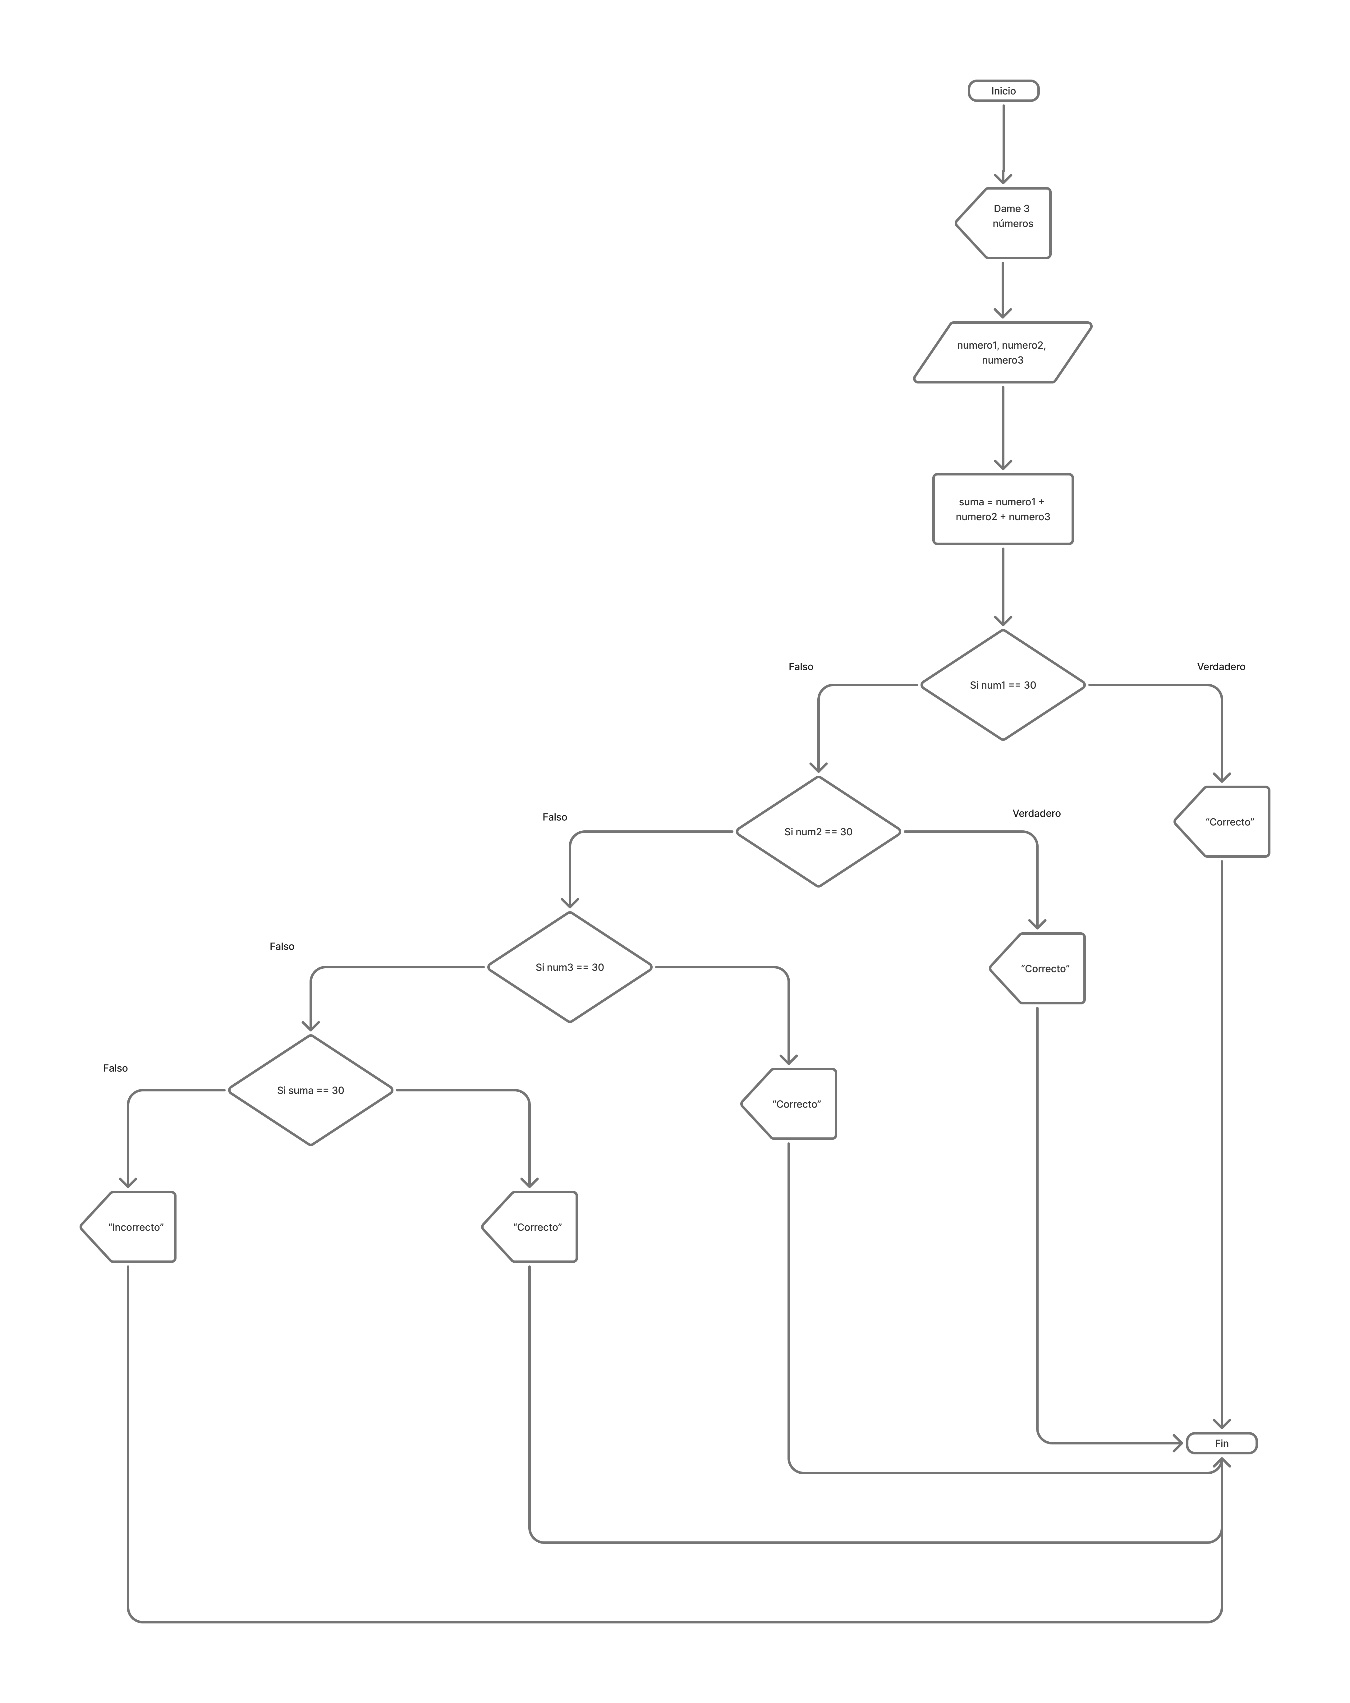 Inicio
Dame 3
números
numero1, numero2,
numero3
suma = numero1 +
numero2 + numero3
Falso
Verdadero
Si num1 == 30
Falso
Verdadero
Si num2 == 30
"Correcto"
Falso
Si num3 == 30
"Correcto"
Falso
Si suma == 30
"Correcto"
"Incorrecto"
"Correcto"
Fin